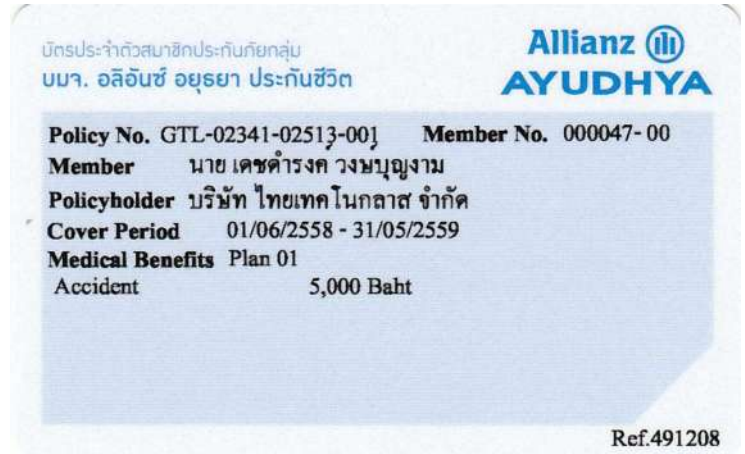 บัตรประจำตัวสมาชิกประกันภัยกลุ่ม
บมจ. อลิอันซ์ อยุธยา ประกันชีวิต
Allianz
AYUDHYA
Policy No. GTL-02341-02513-001 Member No. 000047-00
Member นาย เดชดำรงค วงษบุญงาม
Policyholder บริษัท ไทยเทคโนกลาส จำกัด
Cover Period 01/06/2558 - 31/05/2559
Medical Benefits Plan 01
Accident 5,000 Baht
Ref.491208